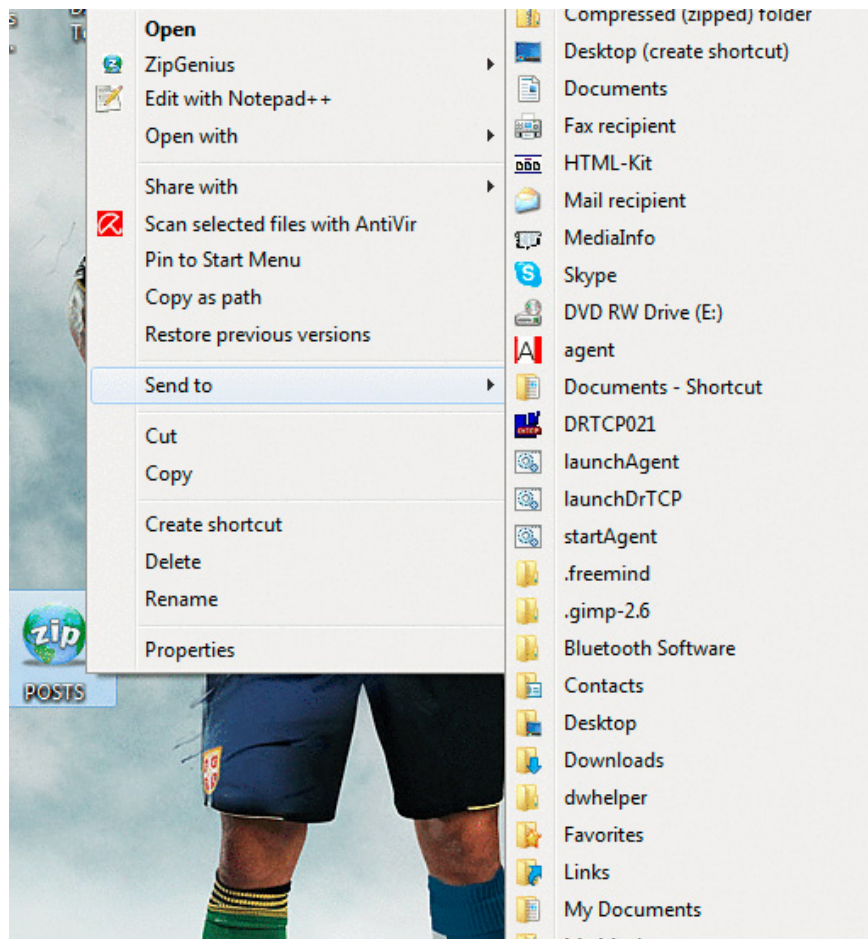 Open
ZipGenius
Edit with Notepad++
Open with
Share with
Scan selected files with AntiVir
Pin to Start Menu
Copy as path
Restore previous versions
Send to
Cut
Copy
Create shortcut
Delete
Rename
Properties
zip
POSTS
Compressed (zipped) folder
Desktop (create shortcut)
Documents
Fax recipient
HTML-Kit
Mail recipient
MediaInfo
Skype
DVD RW Drive (E:)
agent
Documents - Shortcut
DRTCP021
launchAgent
launchDrTCP
startAgent
.freemind
.gimp-2.6
Bluetooth Software
Contacts
Desktop
Downloads
dwhelper
Favorites
Links
My Documents